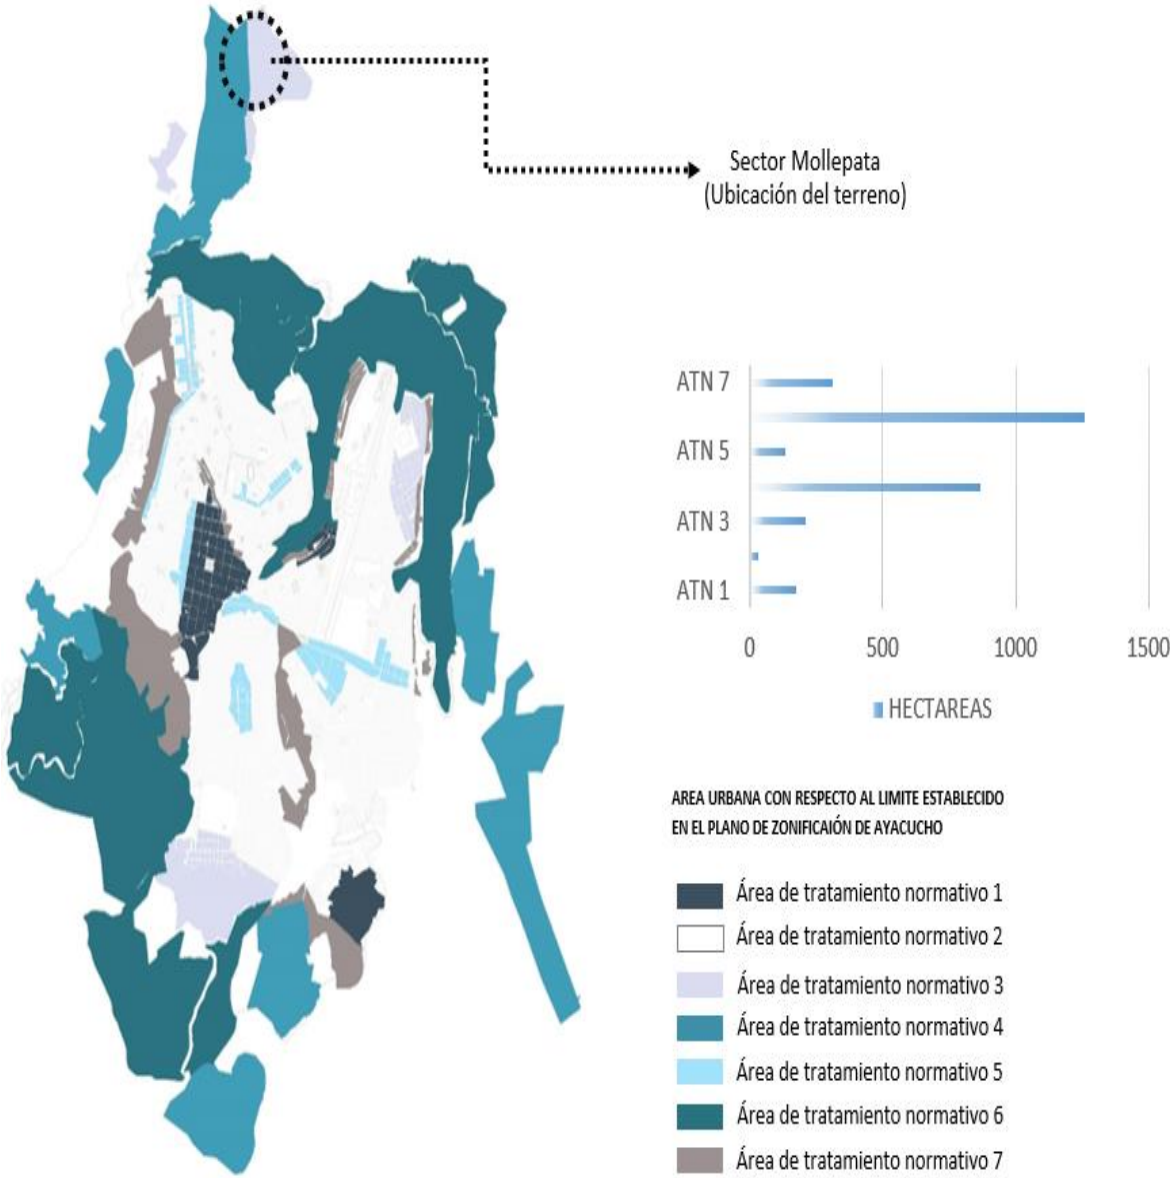 Sector Mollepata
(Ubicación del terreno)
ATN 7
ATN 5
ATN 3
ATN 1
0 500 1000 1500
HECTAREAS
AREA URBANA CON RESPECTO AL LIMITE ESTABLECIDO
EN EL PLANO DE ZONIFICAIÓN DE AYACUCHO
Área de tratamiento normativo 1
Área de tratamiento normativo 2
Área de tratamiento normativo 3
Área de tratamiento normativo 4
Área de tratamiento normativo 5
Área de tratamiento normativo 6
Área de tratamiento normativo 7